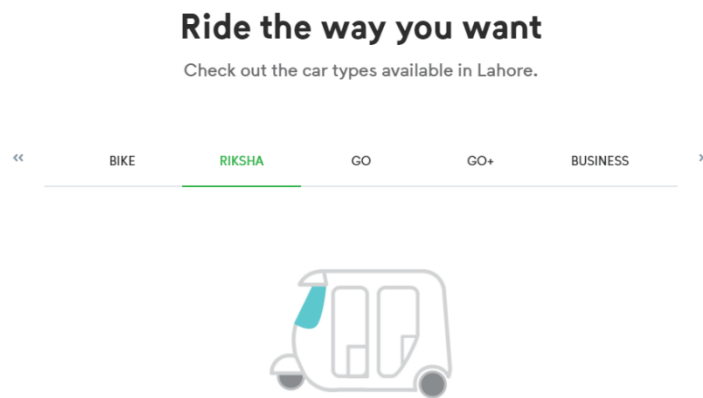 Ride the way you want
Check out the car types available in Lahore.
« BIKE RIKSHA GO GO+ BUSINESS ›